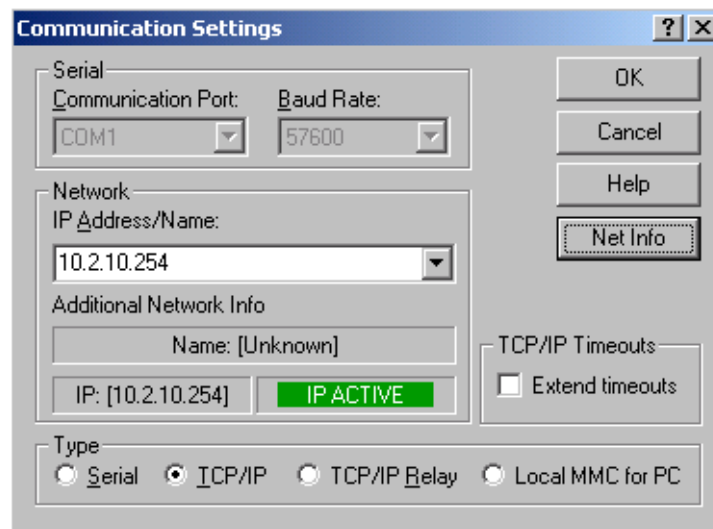 Communication Settings
Serial
Communication Port: Baud Rate:
COM1 57600
OK
Cancel
Help
Net Info
Network
IP Address/Name:
10.2.10.254
Additional Network Info
Name: [Unknown]
IP: [10.2.10.254] IP ACTIVE
TCP/IP Timeouts
Extend timeouts
Type
Serial TCP/IP TCP/IP Relay Local MMC for PC